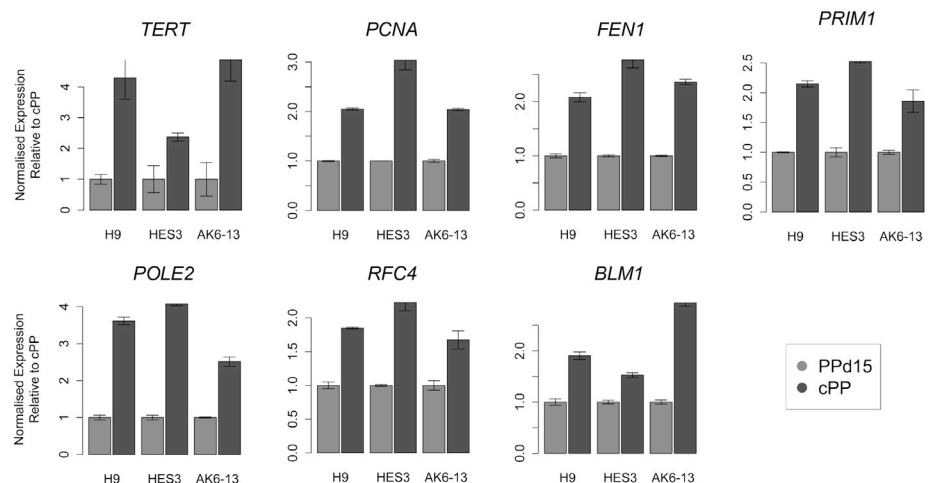 TERT
PCNA
FEN1
PRIM1
Normalised Expression
Relative to cPP
0 1 2 3 4
0.0 1.0 2.0 3.0
0.0 1.0 2.0
0.0 0.5 1.0 1.5 2.0 2.5
H9 HES3 AK6-13
H9 HES3 AK6-13
H9 HES3 AK6-13
H9 HES3 AK6-13
POLE2
RFC4
BLM1
Normalised Expression
Relative to cPP
0 1 2 3 4
0.0 0.5 1.0 1.5 2.0
0.0 1.0 2.0
H9 HES3 AK6-13
H9 HES3 AK6-13
H9 HES3 AK6-13
PPd15
cPP